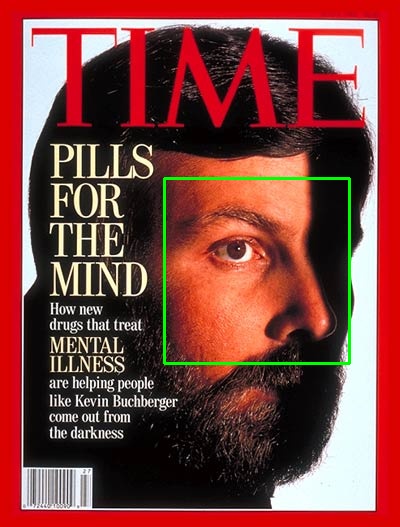 TIME
PILLS
FOR
THE
MIND
How new
drugs that treat
MENTAL
ILLNESS
are helping people
like Kevin Buchberger
come out from
the darkness
27